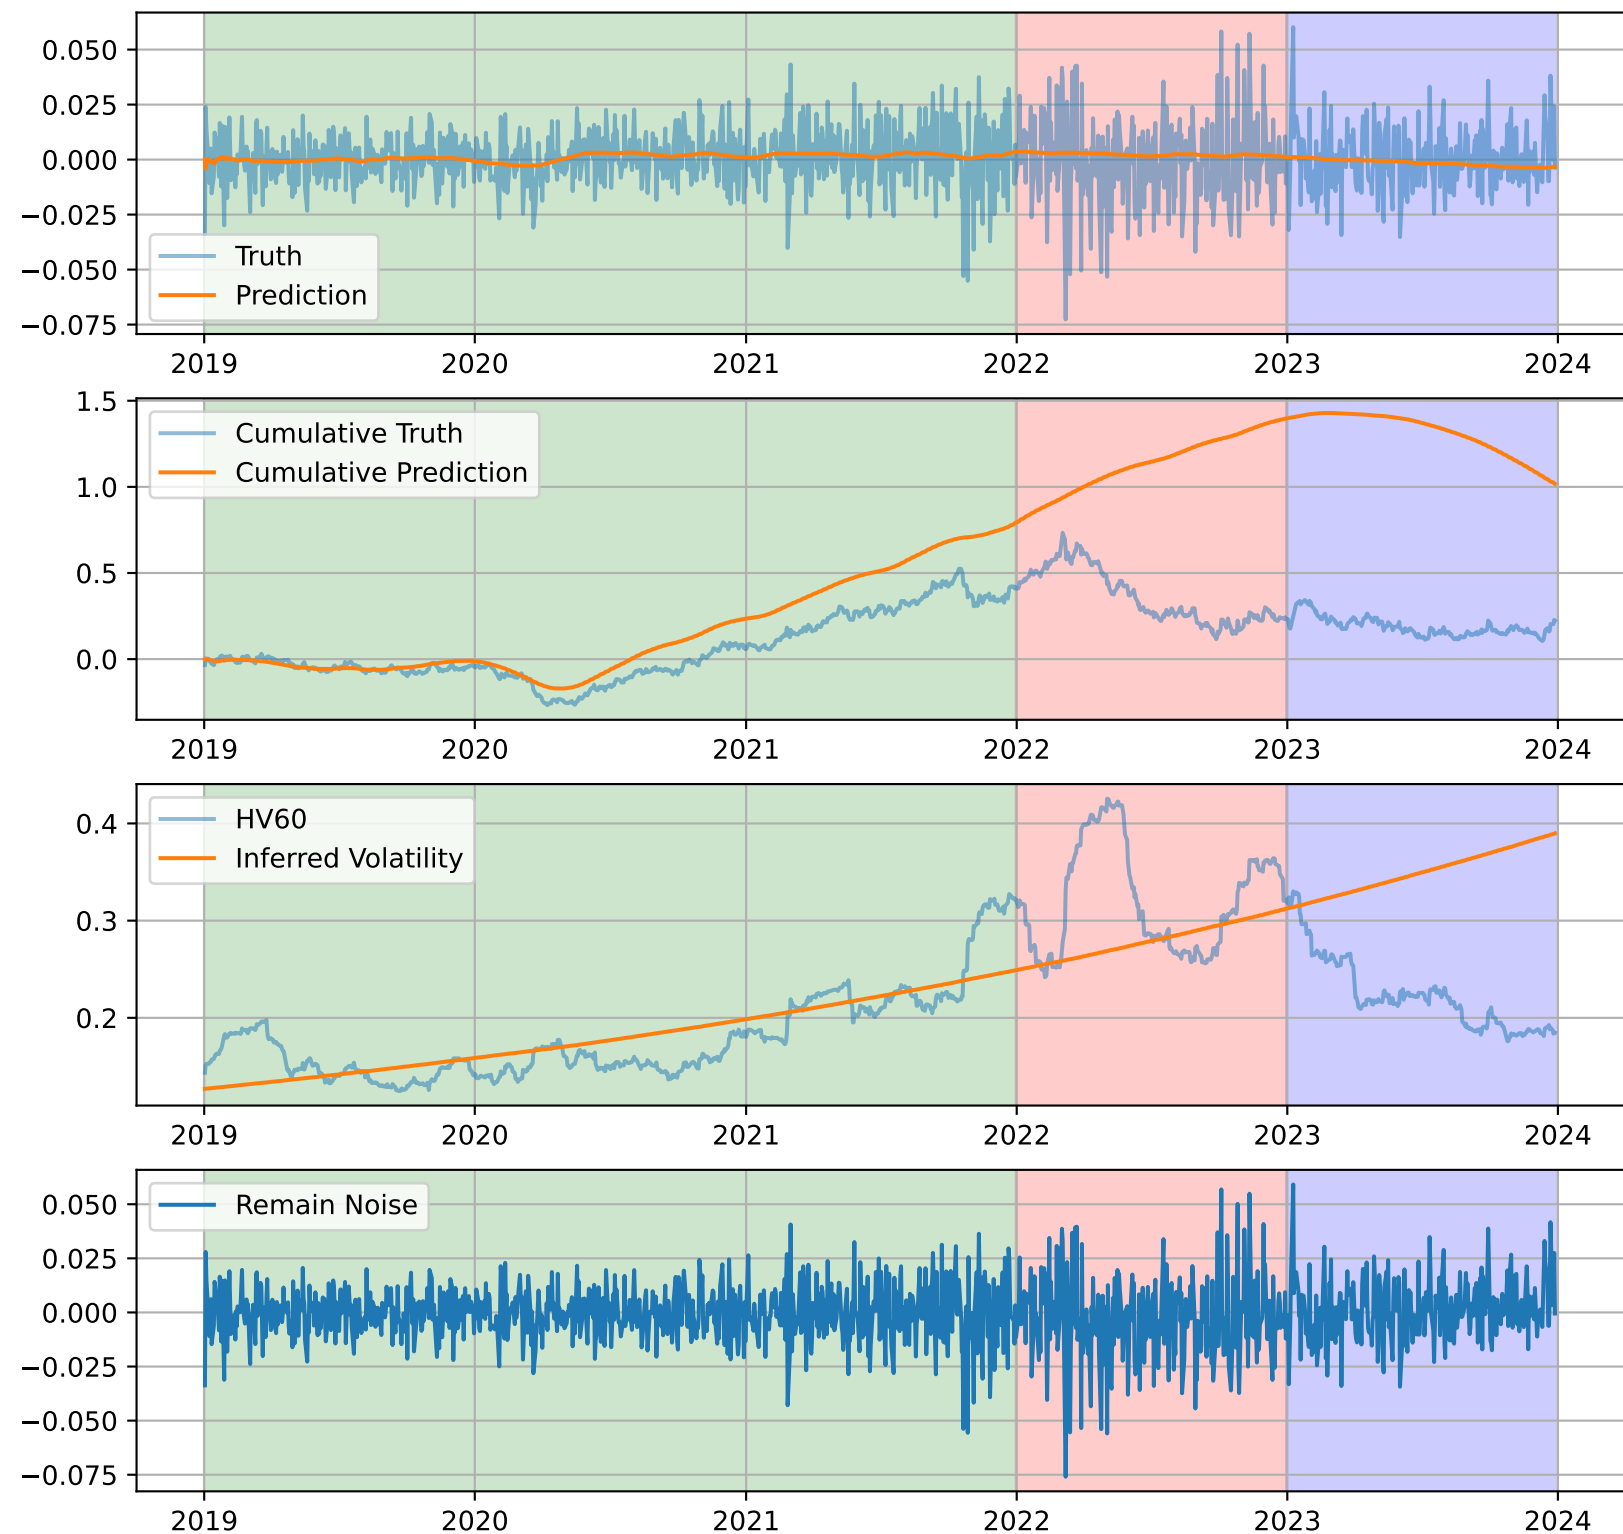 0.050
0.025
0.000
−0.025
−0.050
−0.075
Truth
Prediction
2019 2020 2021 2022 2023 2024
1.5
1.0
0.5
0.0
Cumulative Truth
Cumulative Prediction
2019 2020 2021 2022 2023 2024
0.4
0.3
0.2
HV60
Inferred Volatility
2019 2020 2021 2022 2023 2024
0.050
0.025
0.000
−0.025
−0.050
−0.075
Remain Noise
2019 2020 2021 2022 2023 2024